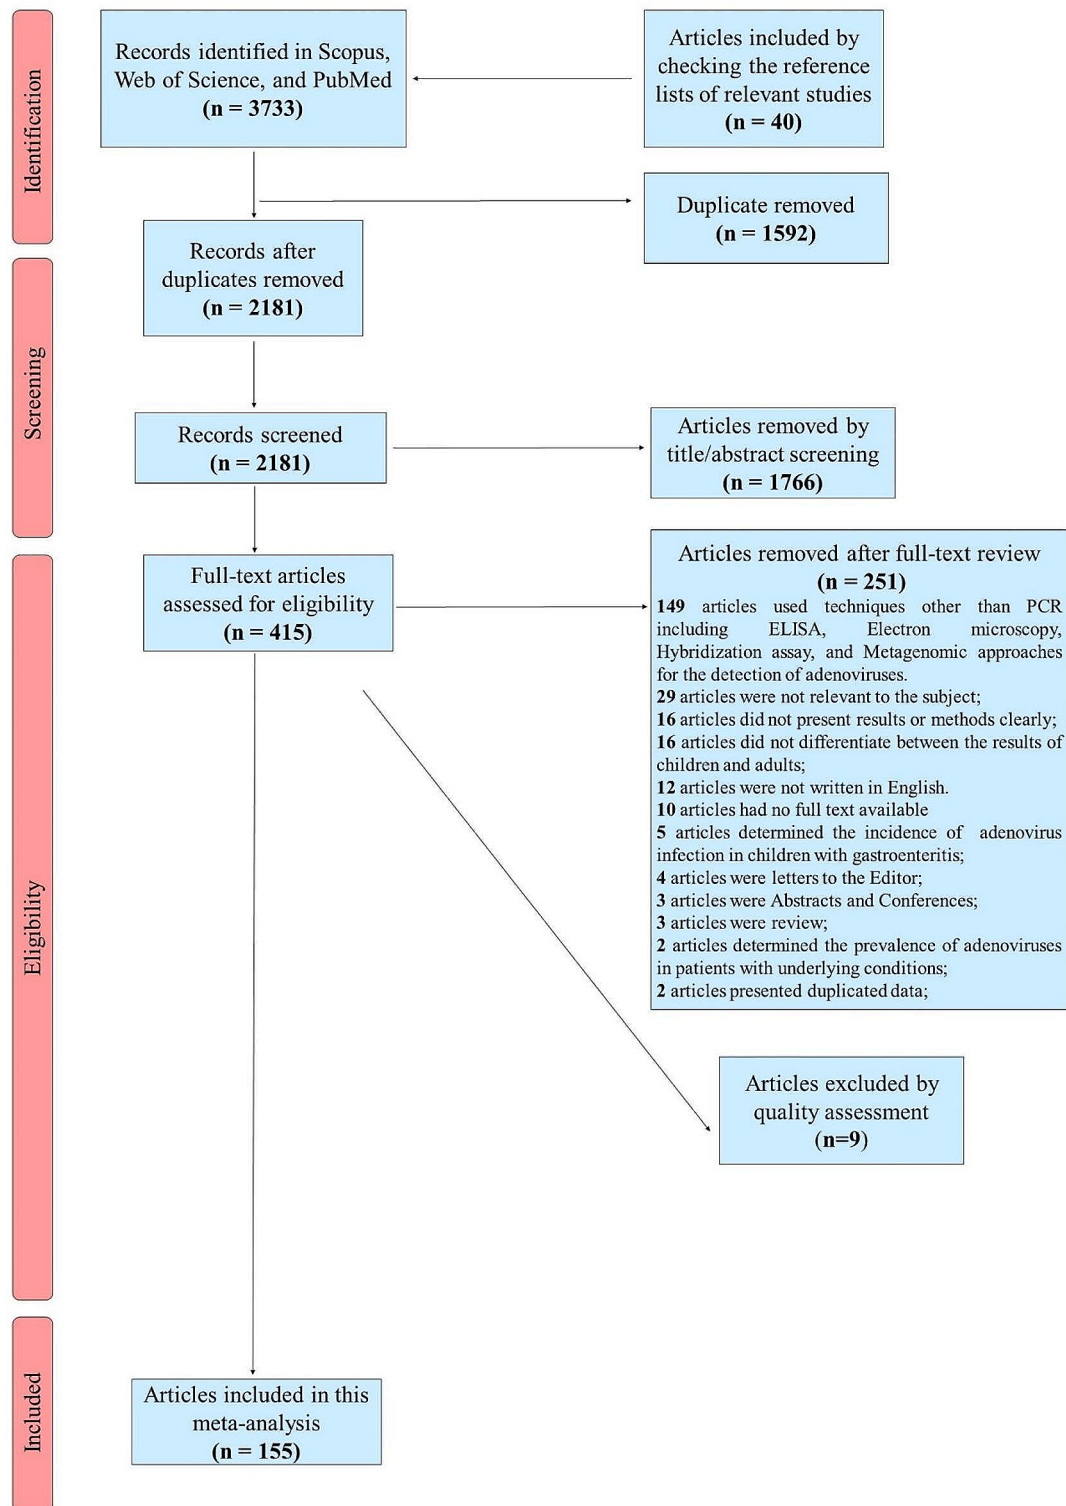 Identification
Records identified in Scopus,
Web of Science, and PubMed
(n = 3733)
Articles included by
checking the reference
lists of relevant studies
(n = 40)
Duplicate removed
(n = 1592)
Records after
duplicates removed
(n = 2181)
Screening
Records screened
(n = 2181)
Articles removed by
title/abstract screening
(n = 1766)
Eligibility
Full-text articles
assessed for eligibility
(n = 415)
Articles removed after full-text review
(n = 251)
149 articles used techniques other than PCR
including ELISA, Electron microscopy,
Hybridization assay, and Metagenomic approaches
for the detection of adenoviruses.
29 articles were not relevant to the subject;
16 articles did not present results or methods clearly;
16 articles did not differentiate between the results of
children and adults;
12 articles were not written in English.
10 articles had no full text available
5 articles determined the incidence of adenovirus
infection in children with gastroenteritis;
4 articles were letters to the Editor;
3 articles were Abstracts and Conferences;
3 articles were review;
2 articles determined the prevalence of adenoviruses
in patients with underlying conditions;
2 articles presented duplicated data;
Articles excluded by
quality assessment
(n=9)
Included
Articles included in this
meta-analysis
(n = 155)